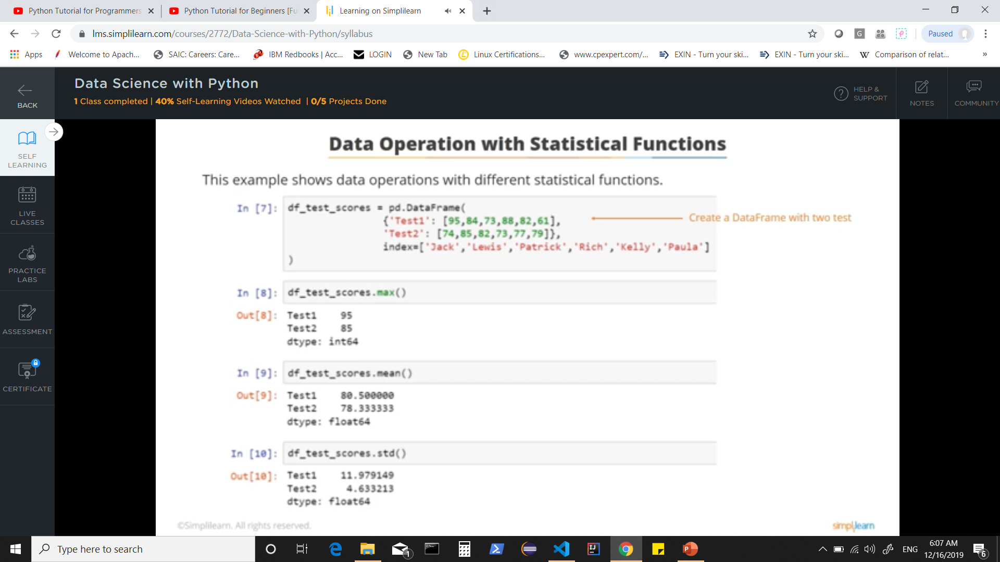 Python Tutorial for Programmers
Python Tutorial for Beginners [Fu
Learning on Simplilearn
lms.simplilearn.com/courses/2772/Data-Science-with-Python/syllabus
Paused
Apps
Welcome to Apach...
SAIC: Careers: Care...
IBM Redbooks | Acc...
LOGIN
New Tab
Linux Certifications...
www.cpexpert.com/...
EXIN - Turn your ski...
EXIN - Turn your ski...
Comparison of relat...
»
BACK
Data Science with Python
1 Class completed | 40% Self-Learning Videos Watched | 0/5 Projects Done
HELP &
SUPPORT
NOTES
COMMUNITY
SELF
LEARNING
LIVE
CLASSES
PRACTICE
LABS
ASSESSMENT
CERTIFICATE
Data Operation with Statistical Functions
This example shows data operations with different statistical functions.
In [7]: df_test_scores = pd.DataFrame(
{'Test1': [95,84,73,88,82,61],
'Test2': [74,85,82,73,77,79]},
index=['Jack','Lewis','Patrick','Rich','Kelly','Paula']
)
Create a DataFrame with two test
In [8]: df_test_scores.max()
Out[8]: Test1 95
Test2 85
dtype: int64
In [9]: df_test_scores.mean()
Out[9]: Test1 80.500000
Test2 78.333333
dtype: float64
In [10]: df_test_scores.std()
Out[10]: Test1 11.979149
Test2 4.633213
dtype: float64
©Simplilearn. All rights reserved.
simplilearn
Type here to search
1
ENG
6:07 AM
12/16/2019
6